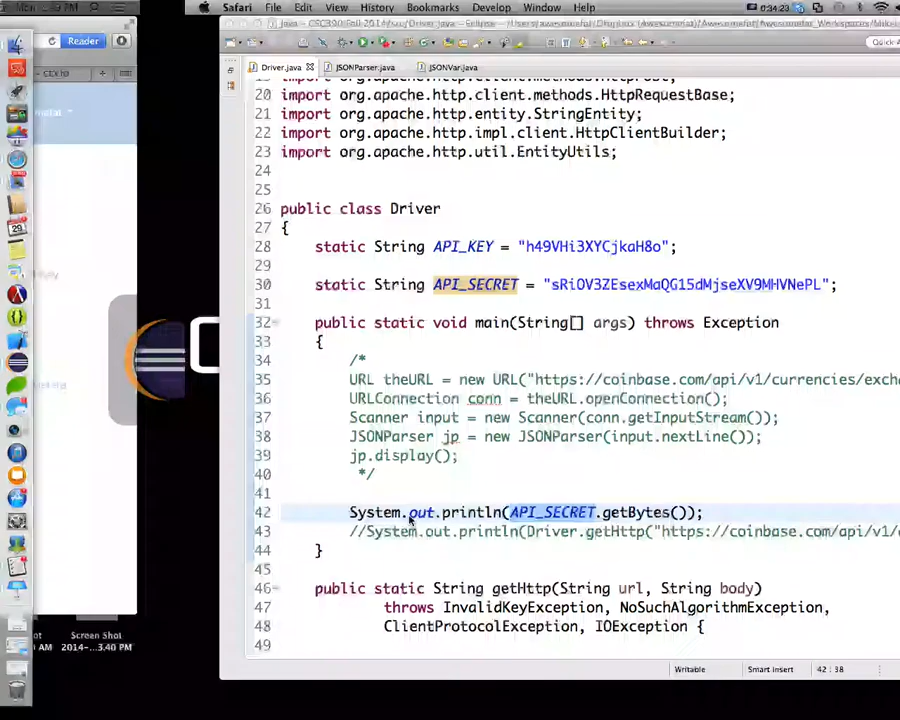 Safari File Edit View History Bookmarks Develop Window Help 0:34:23
Reader
Driver.java JSONParser.java JSONVar.java
20 import org.apache.http.client.methods.HttpRequestBase;
21 import org.apache.http.entity.StringEntity;
22 import org.apache.http.impl.client.HttpClientBuilder;
23 import org.apache.http.util.EntityUtils;
24
25
26 public class Driver
27 {
28 static String API_KEY = "h49VHi3XYCjkaH8o";
29
30 static String API_SECRET = "sRiOV3ZEsexMaQG15dMjseXV9MHVNePL";
31
32 public static void main(String[] args) throws Exception
33 {
34 /*
35 URL theURL = new URL("https://coinbase.com/api/v1/currencies/exch
36 URLConnection conn = theURL.openConnection();
37 Scanner input = new Scanner(conn.getInputStream());
38 JSONParser jp = new JSONParser(input.nextLine());
39 jp.display();
40 */
41
42 System.out.println(API_SECRET.getBytes());
43 //System.out.println(Driver.getHttp("https://coinbase.com/api/v1/
44 }
45
46 public static String getHttp(String url, String body)
47 throws InvalidKeyException, NoSuchAlgorithmException,
48 ClientProtocolException, IOException {
49
Writable Smart Insert 42 : 38
Screen Shot
2014-...3.40 PM